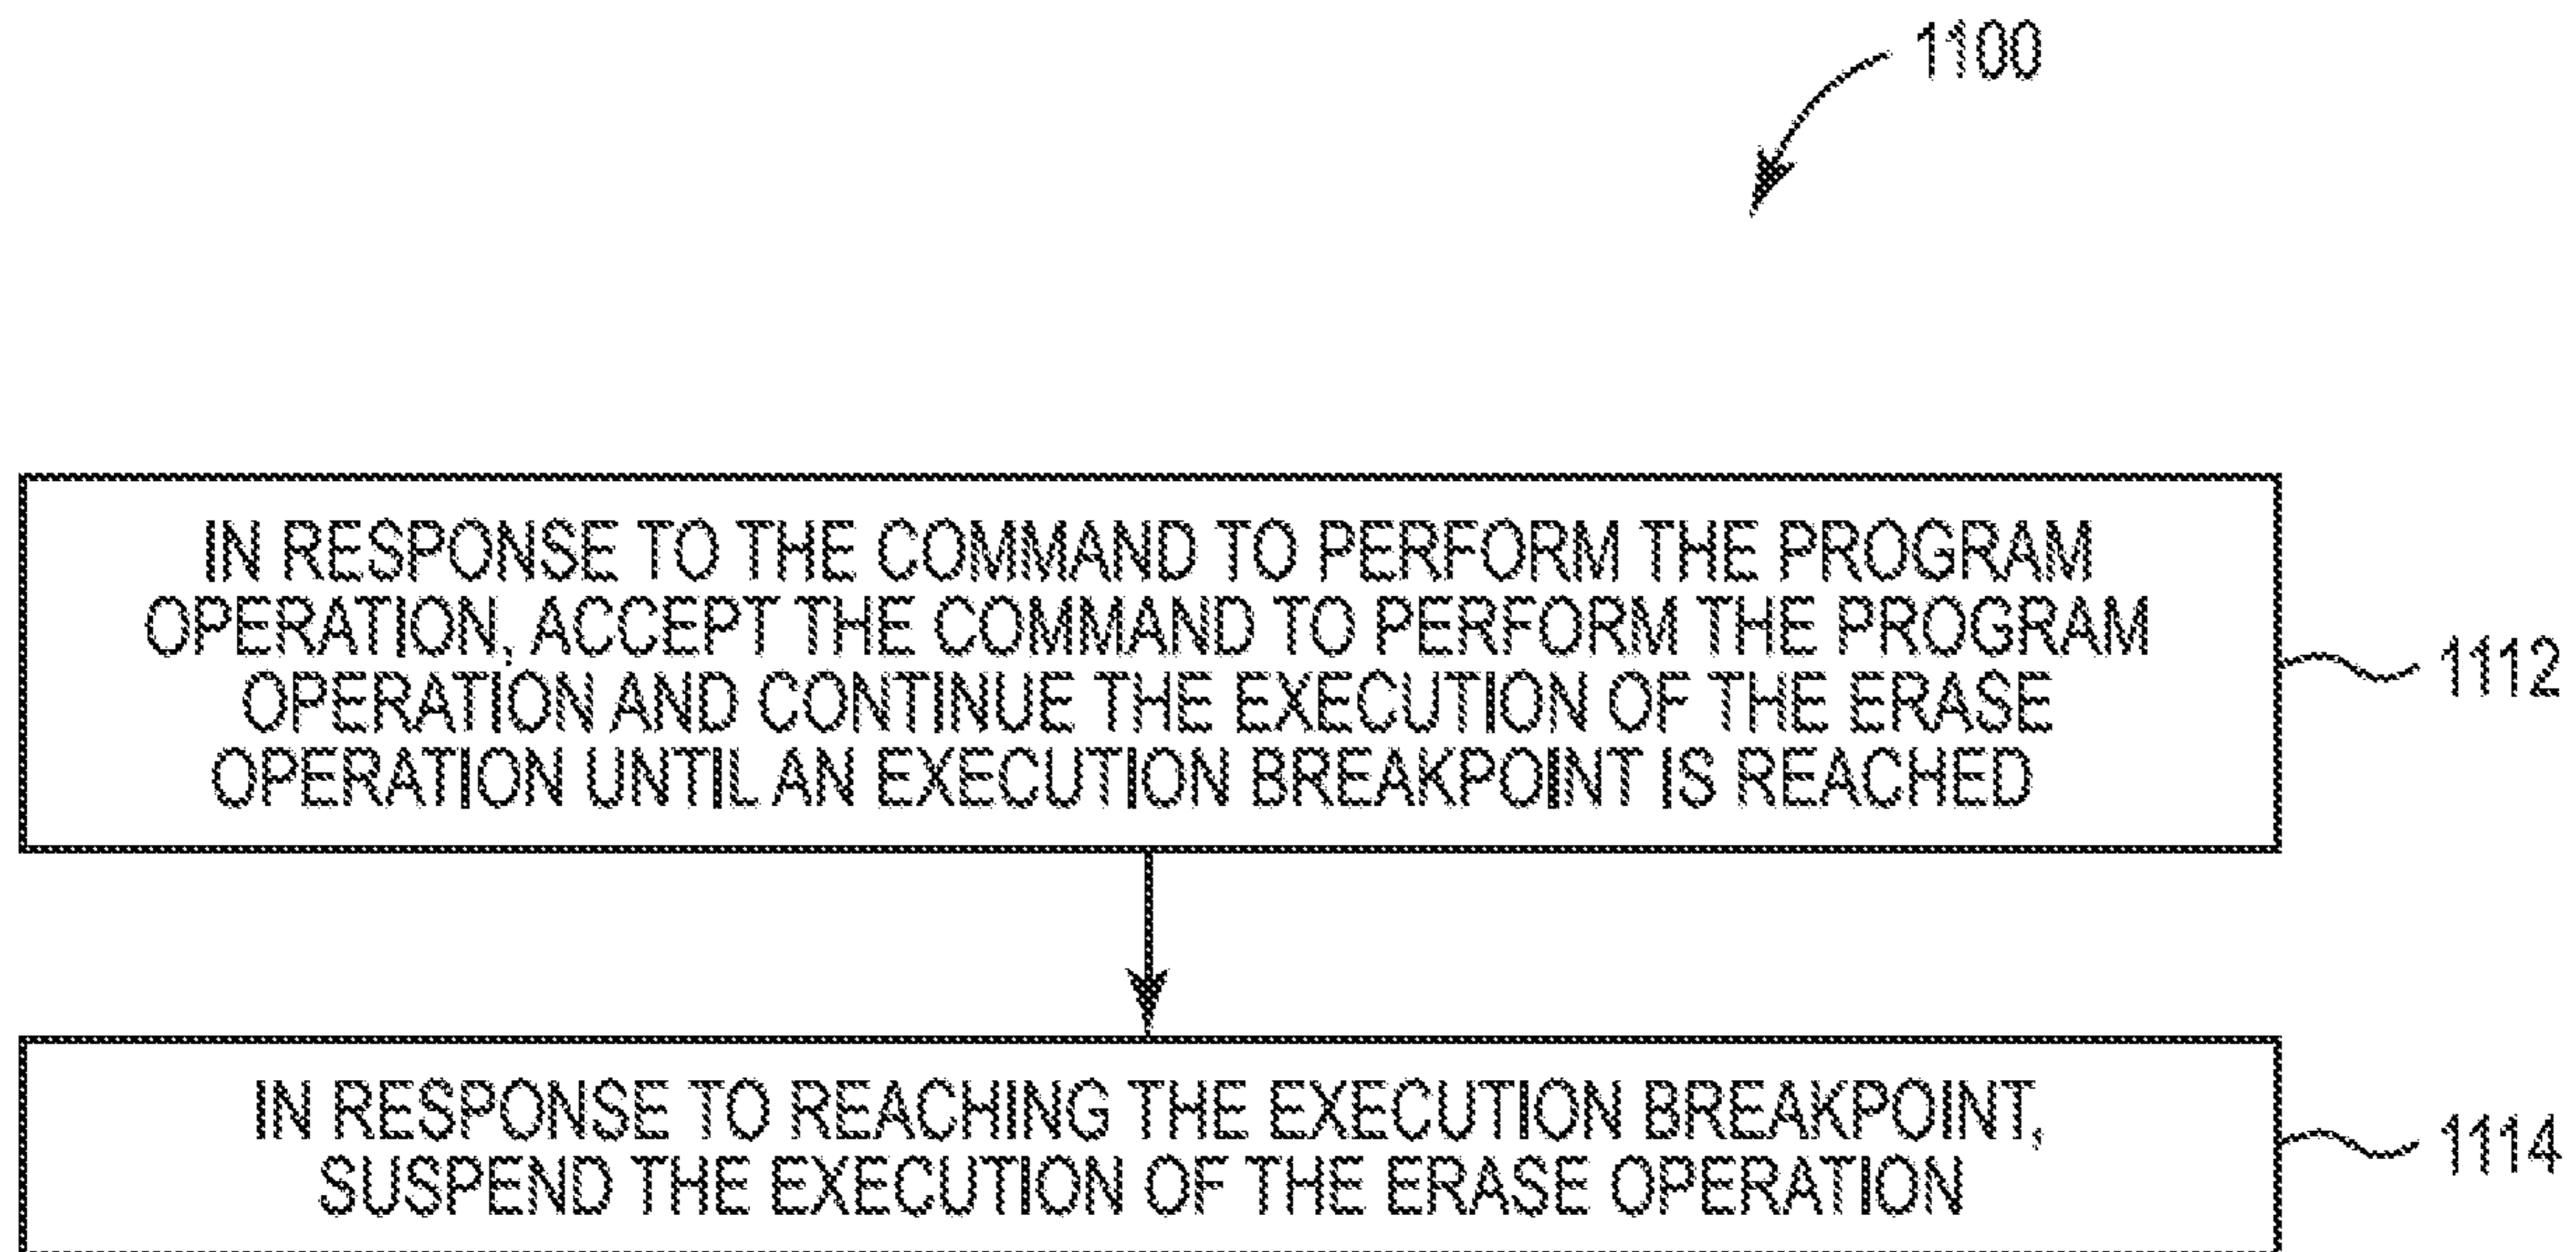 1100
IN RESPONSE TO THE COMMAND TO PERFORM THE PROGRAM
OPERATION, ACCEPT THE COMMAND TO PERFORM THE PROGRAM
OPERATION AND CONTINUE THE EXECUTION OF THE ERASE
OPERATION UNTIL AN EXECUTION BREAKPOINT IS REACHED
1112
IN RESPONSE TO REACHING THE EXECUTION BREAKPOINT,
SUSPEND THE EXECUTION OF THE ERASE OPERATION
1114